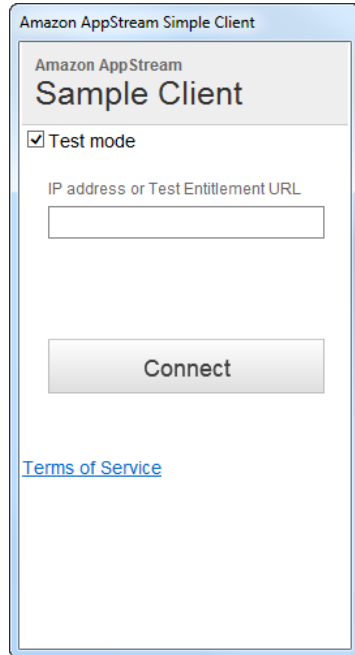 Amazon AppStream Simple Client
Amazon AppStream
Sample Client
Test mode
IP address or Test Entitlement URL
Connect
Terms of Service